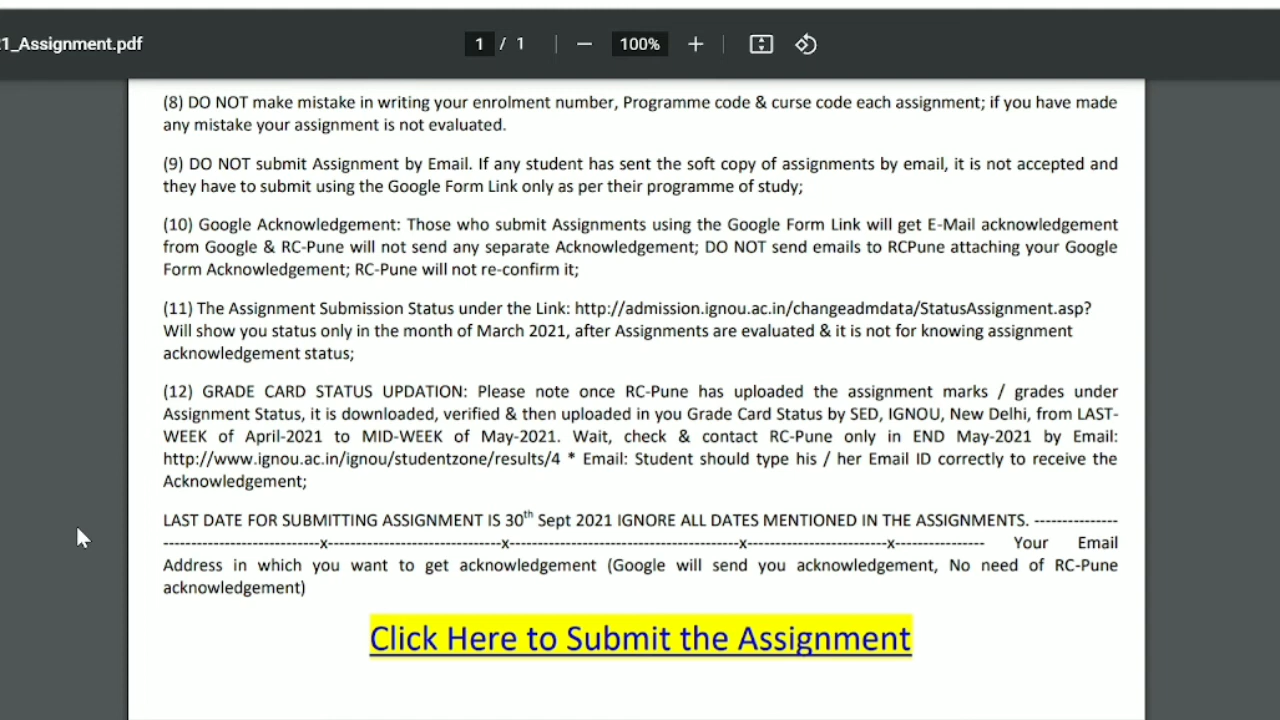 1_Assignment.pdf
1 / 1
100%
(8) DO NOT make mistake in writing your enrolment number, Programme code & curse code each assignment; if you have made
any mistake your assignment is not evaluated.
(9) DO NOT submit Assignment by Email. If any student has sent the soft copy of assignments by email, it is not accepted and
they have to submit using the Google Form Link only as per their programme of study;
(10) Google Acknowledgement: Those who submit Assignments using the Google Form Link will get E-Mail acknowledgement
from Google & RC-Pune will not send any separate Acknowledgement; DO NOT send emails to RCPune attaching your Google
Form Acknowledgement; RC-Pune will not re-confirm it;
(11) The Assignment Submission Status under the Link: http://admission.ignou.ac.in/changeadmdata/StatusAssignment.asp?
Will show you status only in the month of March 2021, after Assignments are evaluated & it is not for knowing assignment
acknowledgement status;
(12) GRADE CARD STATUS UPDATION: Please note once RC-Pune has uploaded the assignment marks / grades under
Assignment Status, it is downloaded, verified & then uploaded in you Grade Card Status by SED, IGNOU, New Delhi, from LAST-
WEEK of April-2021 to MID-WEEK of May-2021. Wait, check & contact RC-Pune only in END May-2021 by Email:
http://www.ignou.ac.in/ignou/studentzone/results/4 * Email: Student should type his / her Email ID correctly to receive the
Acknowledgement;
LAST DATE FOR SUBMITTING ASSIGNMENT IS 30th Sept 2021 IGNORE ALL DATES MENTIONED IN THE ASSIGNMENTS. ---------------
----------------------------x-------------------------------x-----------------------------------------x-------------------------x---------------- Your Email
Address in which you want to get acknowledgement (Google will send you acknowledgement, No need of RC-Pune
acknowledgement)
Click Here to Submit the Assignment